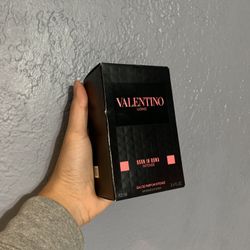 VALENTINO
UOMO
BORN IN ROMA
INTENSE
EAU DE PARFUM INTENSE